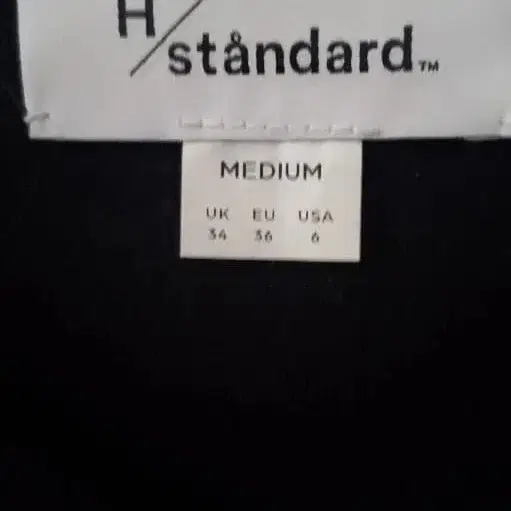 H/
ståndard™
MEDIUM
UK EU USA
34 36 6